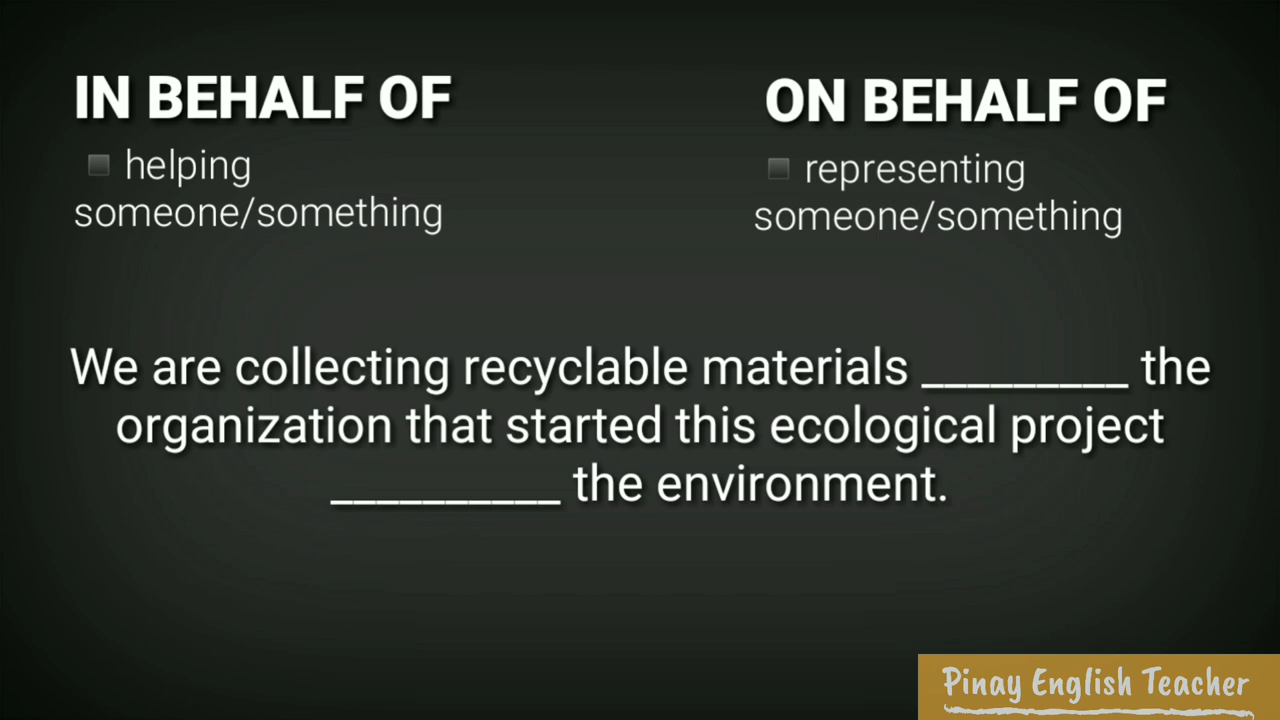 IN BEHALF OF
▪ helping
someone/something
ON BEHALF OF
▪ representing
someone/something
We are collecting recyclable materials _________ the
organization that started this ecological project
__________ the environment.
Pinay English Teacher